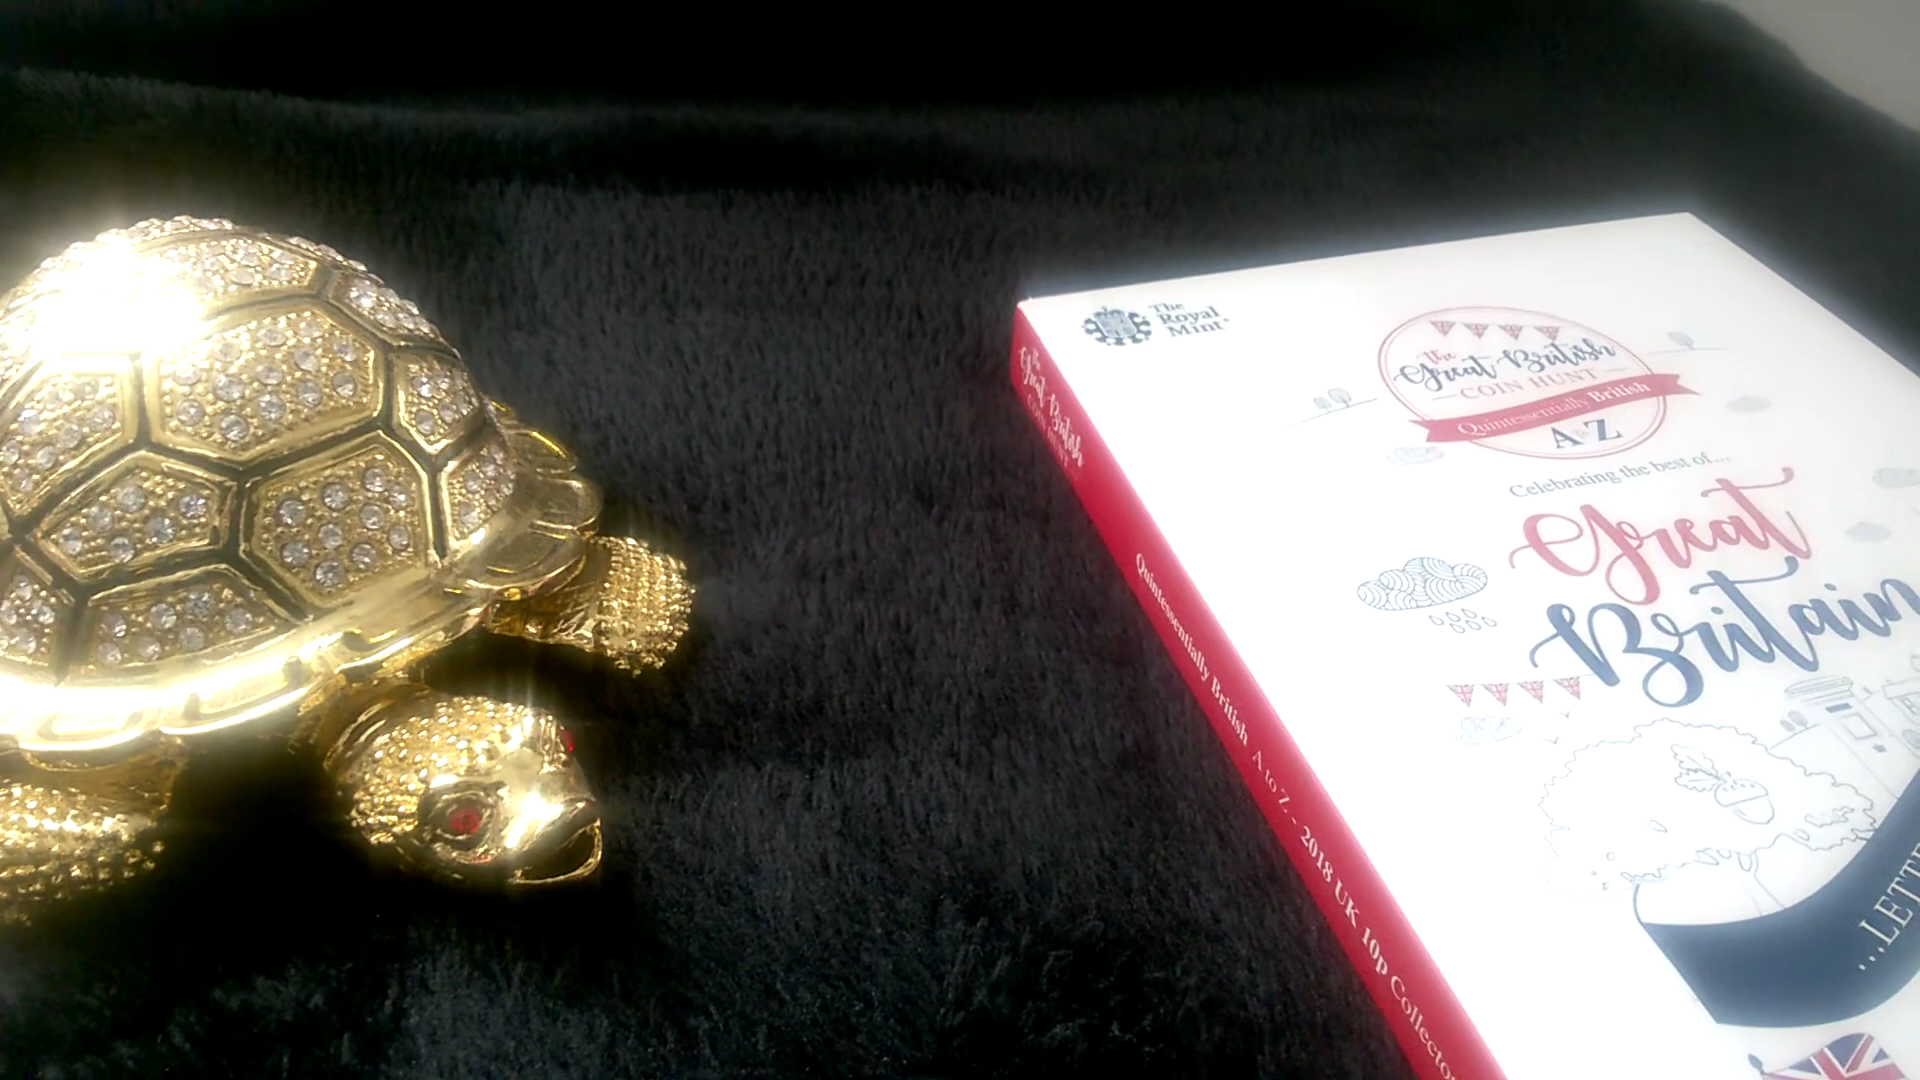 The
Royal
Mint
The
Great British
COIN HUNT
Quintessentially British
A to Z
Celebrating the best of...
Great
Britain
...LETT
The
Great British
COIN HUNT
Quintessentially British A to Z - 2018 UK 10p Collector